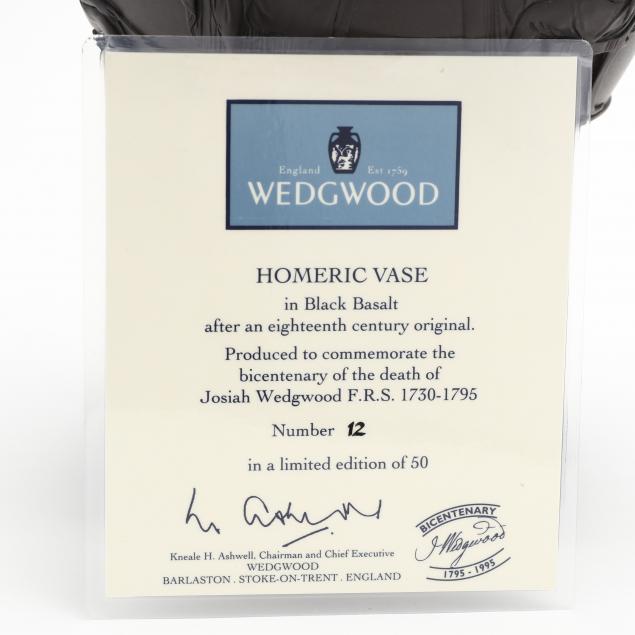 England Est 1759
WEDGWOOD
HOMERIC VASE
in Black Basalt
after an eighteenth century original.
Produced to commemorate the
bicentenary of the death of
Josiah Wedgwood F.R.S. 1730-1795
Number 12
in a limited edition of 50
Kneale H. Ashwell, Chairman and Chief Executive
WEDGWOOD
BARLASTON . STOKE-ON-TRENT . ENGLAND
BICENTENARY
J Wedgwood
1795 - 1995